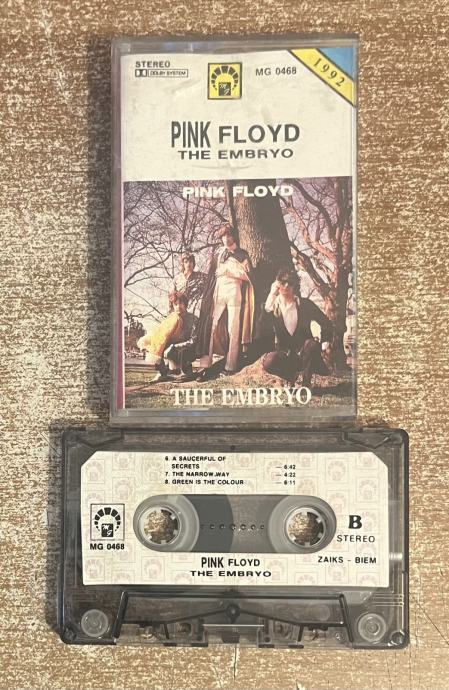 STEREO
DOLBY SYSTEM
MG 0468
1992
PINK FLOYD
THE EMBRYO
PINK FLOYD
THE EMBRYO
6. A SAUCERFUL OF
SECRETS — 6:42
7. THE NARROW.WAY — 4:22
8. GREEN IS THE COLOUR — 6:11
MG 0468
B
STEREO
PINK FLOYD
THE EMBRYO
ZAIKS - BIEM